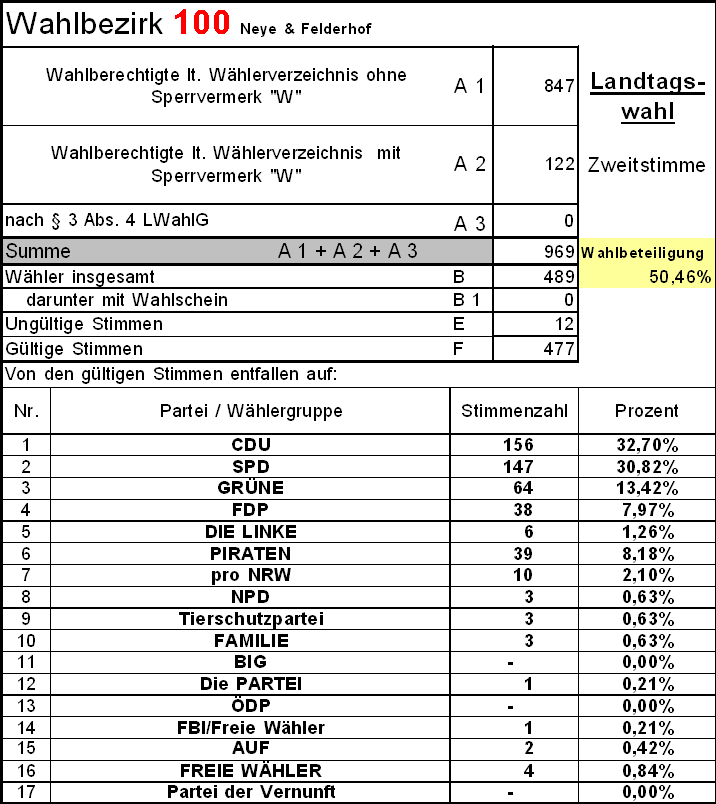 Wahlbezirk 100 Neye & Felderhof
Wahlberechtigte lt. Wählerverzeichnis ohne
Sperrvermerk "W" A 1 847
Landtags-
wahl
Wahlberechtigte lt. Wählerverzeichnis mit
Sperrvermerk "W" A 2 122
Zweitstimme
nach § 3 Abs. 4 LWahlG A 3 0
Summe A 1 + A 2 + A 3 969 Wahlbeteiligung
Wähler insgesamt B 489 50,46%
darunter mit Wahlschein B 1 0
Ungültige Stimmen E 12
Gültige Stimmen F 477
Von den gültigen Stimmen entfallen auf:
Nr. Partei / Wählergruppe Stimmenzahl Prozent
1 CDU 156 32,70%
2 SPD 147 30,82%
3 GRÜNE 64 13,42%
4 FDP 38 7,97%
5 DIE LINKE 6 1,26%
6 PIRATEN 39 8,18%
7 pro NRW 10 2,10%
8 NPD 3 0,63%
9 Tierschutzpartei 3 0,63%
10 FAMILIE 3 0,63%
11 BIG - 0,00%
12 Die PARTEI 1 0,21%
13 ÖDP - 0,00%
14 FBI/Freie Wähler 1 0,21%
15 AUF 2 0,42%
16 FREIE WÄHLER 4 0,84%
17 Partei der Vernunft - 0,00%